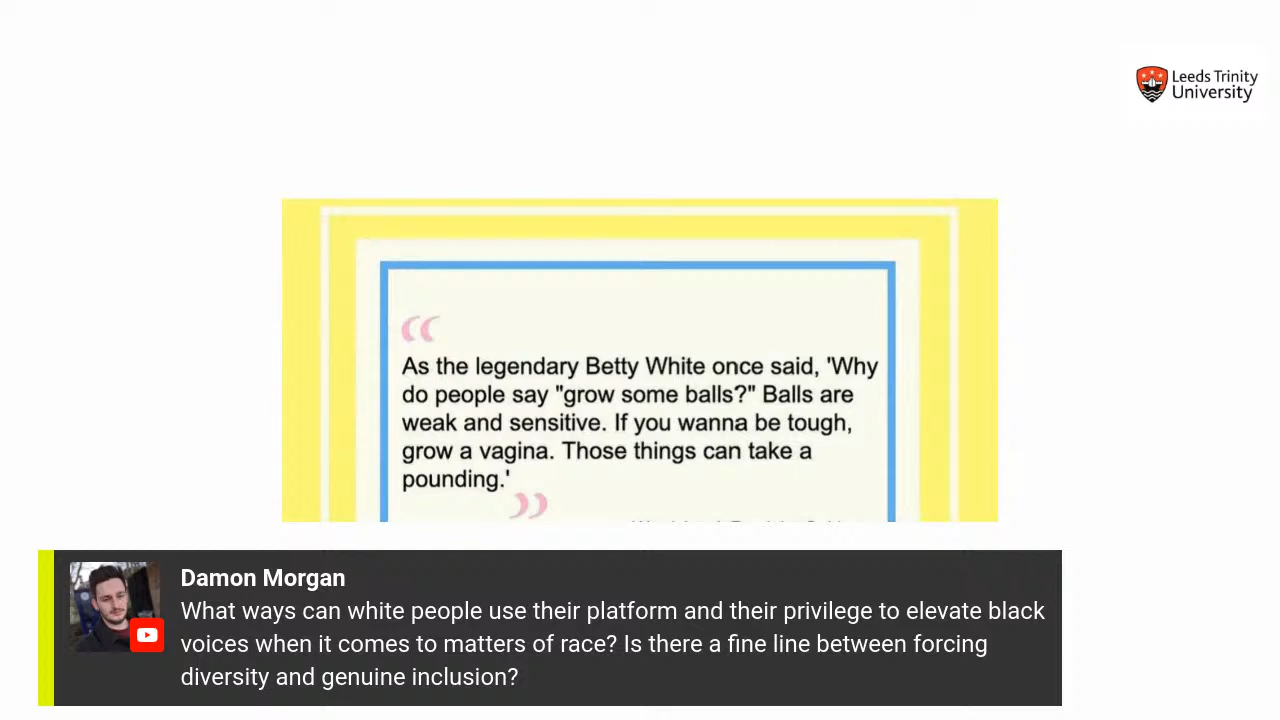 Leeds Trinity
University
“
As the legendary Betty White once said, 'Why
do people say "grow some balls?" Balls are
weak and sensitive. If you wanna be tough,
grow a vagina. Those things can take a
pounding.'
”
Damon Morgan
What ways can white people use their platform and their privilege to elevate black
voices when it comes to matters of race? Is there a fine line between forcing
diversity and genuine inclusion?